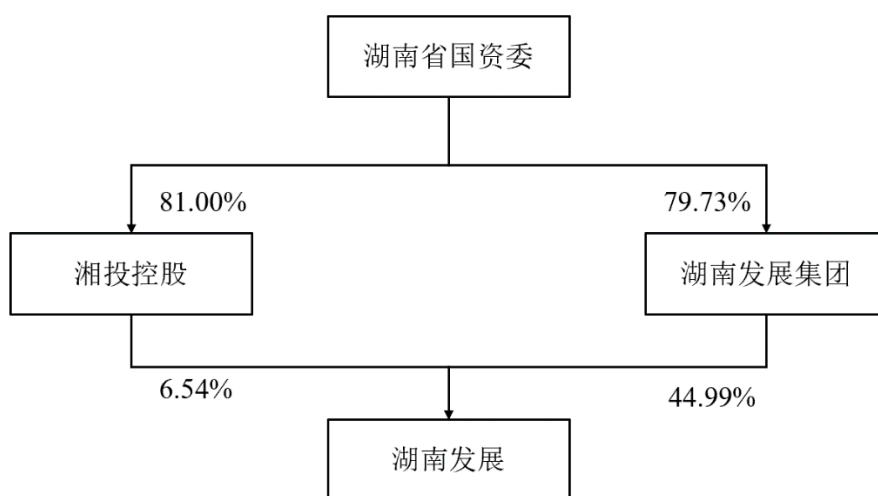 湖南省国资委
81.00%
79.73%
湘投控股
湖南发展集团
6.54%
44.99%
湖南发展